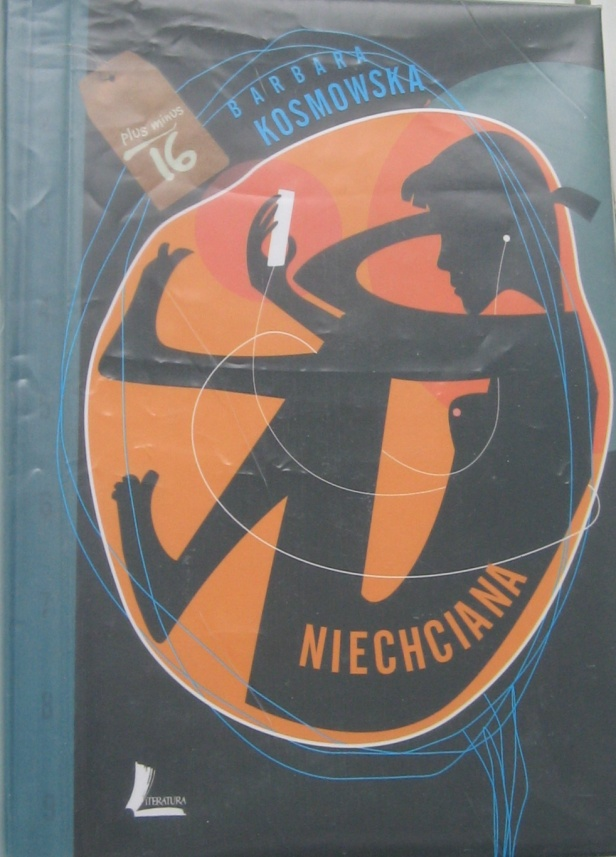 BARBARA
KOSMOWSKA
plus minus
16
NIECHCIANA
LITERATURA